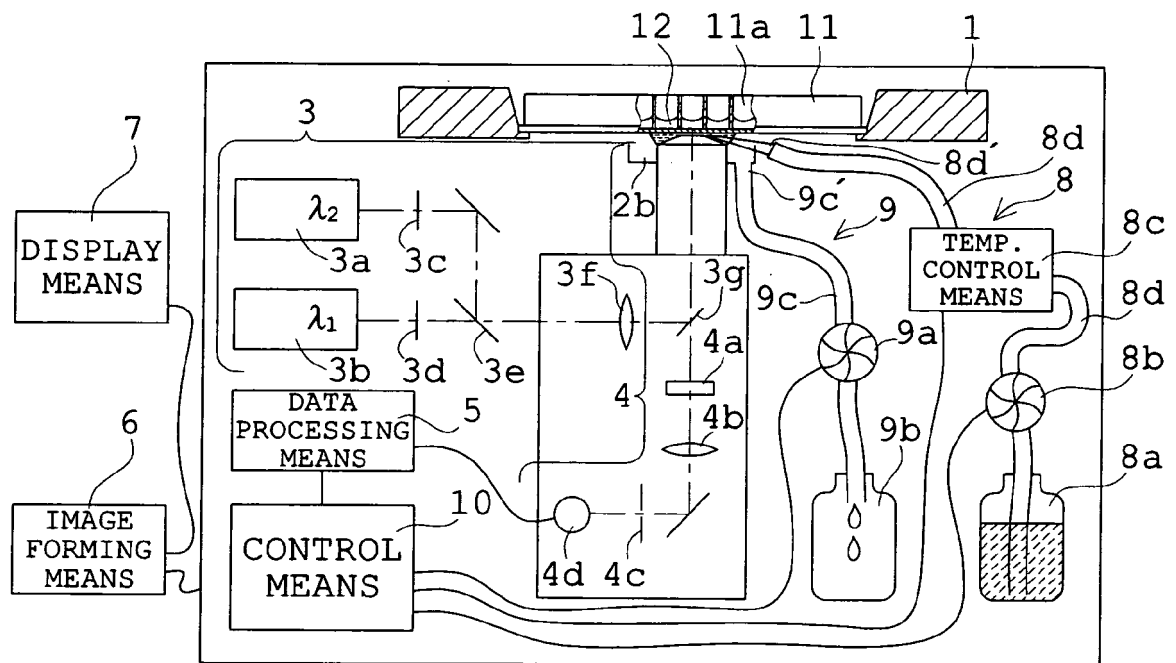 12
11a
11
1
3
7
8d´
8d
2b
9c´
9
8
8c
DISPLAY
MEANS
λ2
3a
3c
TEMP.
CONTROL
MEANS
3f
3g
9c
8d
λ1
3b
3d
3e
4a
9a
8b
6
DATA
PROCESSING
MEANS
5
4
4b
9b
8a
IMAGE
FORMING
MEANS
10
CONTROL
MEANS
4d
4c